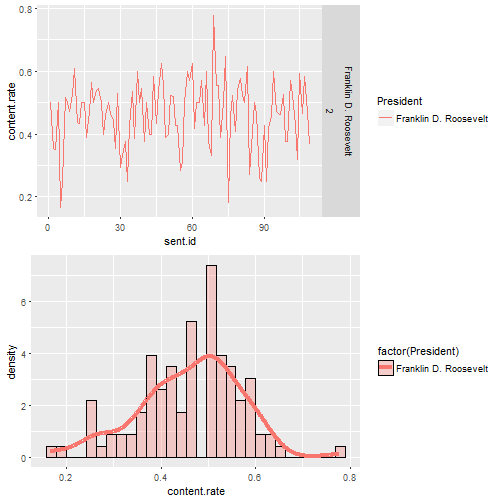 0.8
0.6
0.4
0.2
content.rate
0
30
60
90
sent.id
Franklin D. Roosevelt
2
President
Franklin D. Roosevelt
6
4
2
0
density
0.2
0.4
0.6
0.8
content.rate
factor(President)
Franklin D. Roosevelt